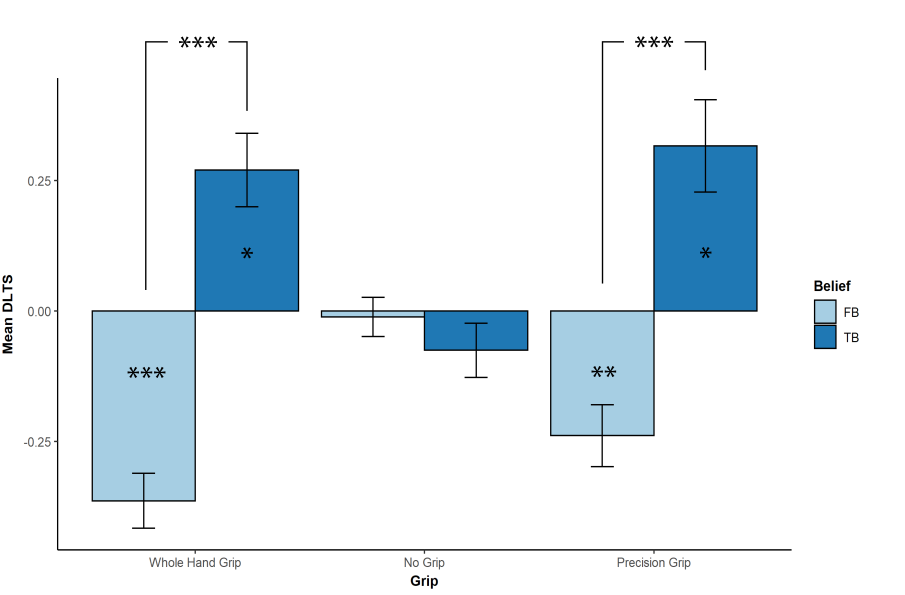 *** ***
0.25
* *
Belief
FB
TB
0.00
Mean DLTS
*** **
-0.25
Whole Hand Grip No Grip Precision Grip
Grip